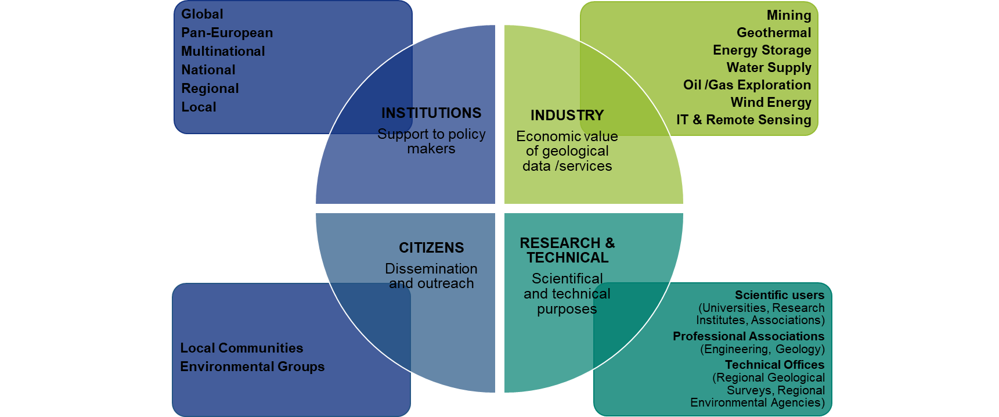 Global
Pan-European
Multinational
National
Regional
Local
INSTITUTIONS
Support to policy
makers
Mining
Geothermal
Energy Storage
Water Supply
Oil /Gas Exploration
Wind Energy
IT & Remote Sensing
INDUSTRY
Economic value
of geological
data /services
CITIZENS
Dissemination
and outreach
Local Communities
Environmental Groups
RESEARCH &
TECHNICAL
Scientifical
and technical
purposes
Scientific users
(Universities, Research
Institutes, Associations)
Professional Associations
(Engineering, Geology)
Technical Offices
(Regional Geological
Surveys, Regional
Environmental Agencies)